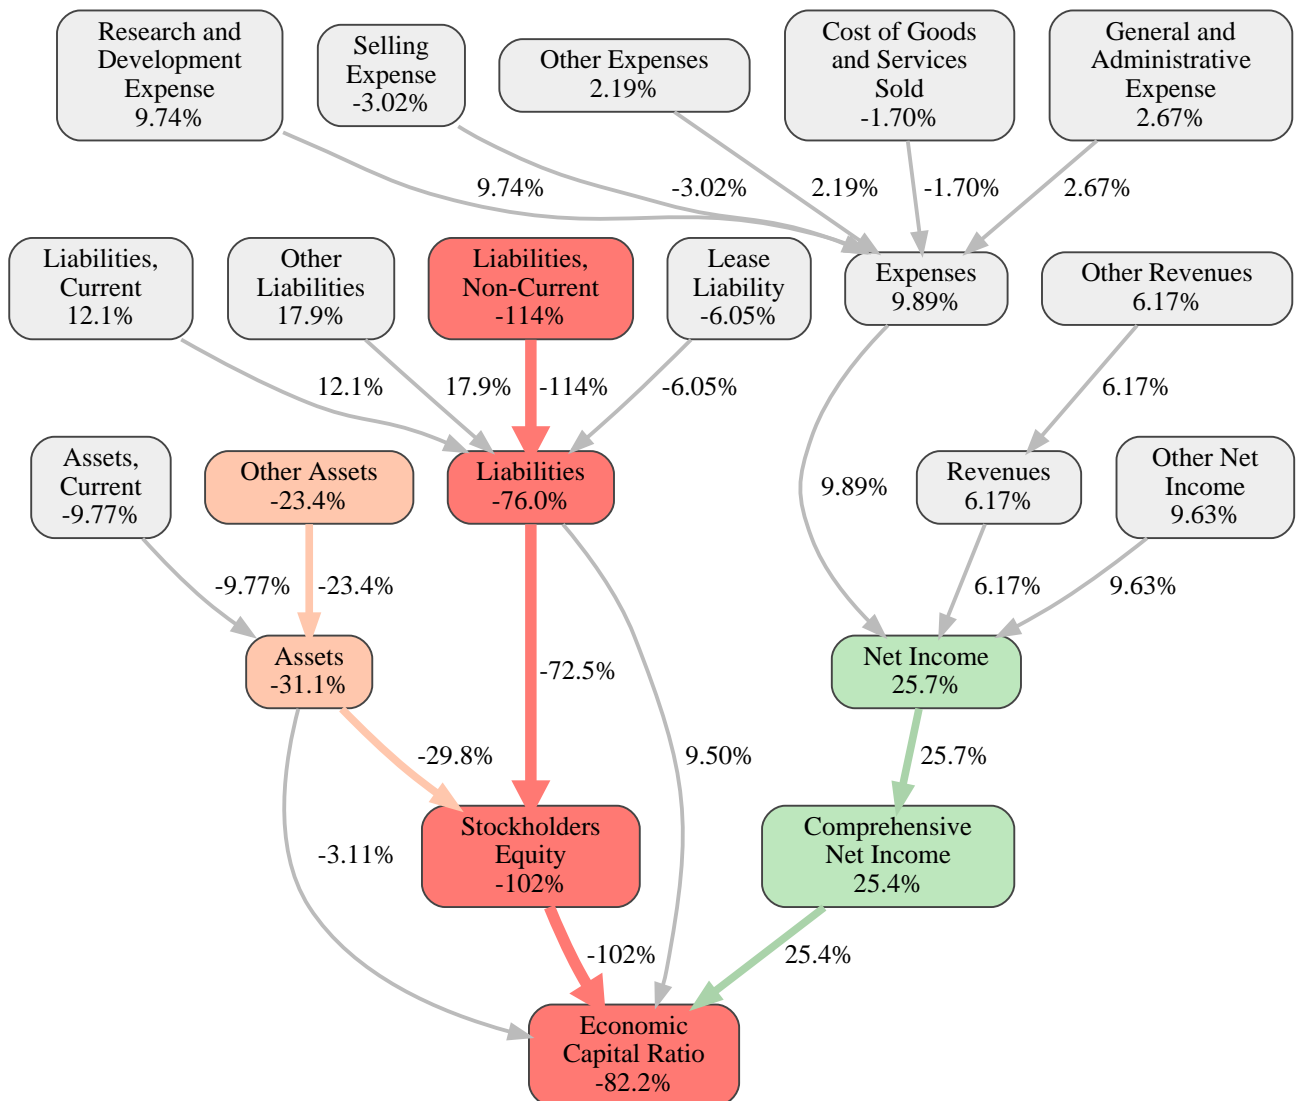 Research and
Development
Expense
9.74%
Selling
Expense
-3.02%
Other Expenses
2.19%
Cost of Goods
and Services
Sold
-1.70%
General and
Administrative
Expense
2.67%
9.74%
-3.02%
2.19%
-1.70%
2.67%
Liabilities,
Current
12.1%
Other
Liabilities
17.9%
Liabilities,
Non-Current
-114%
Lease
Liability
-6.05%
Expenses
9.89%
Other Revenues
6.17%
12.1%
17.9%
-114%
-6.05%
6.17%
Assets,
Current
-9.77%
Other Assets
-23.4%
Liabilities
-76.0%
9.89%
Revenues
6.17%
Other Net
Income
9.63%
-9.77%
-23.4%
6.17%
9.63%
Assets
-31.1%
-72.5%
Net Income
25.7%
-29.8%
9.50%
25.7%
-3.11%
Stockholders
Equity
-102%
Comprehensive
Net Income
25.4%
-102%
25.4%
Economic
Capital Ratio
-82.2%